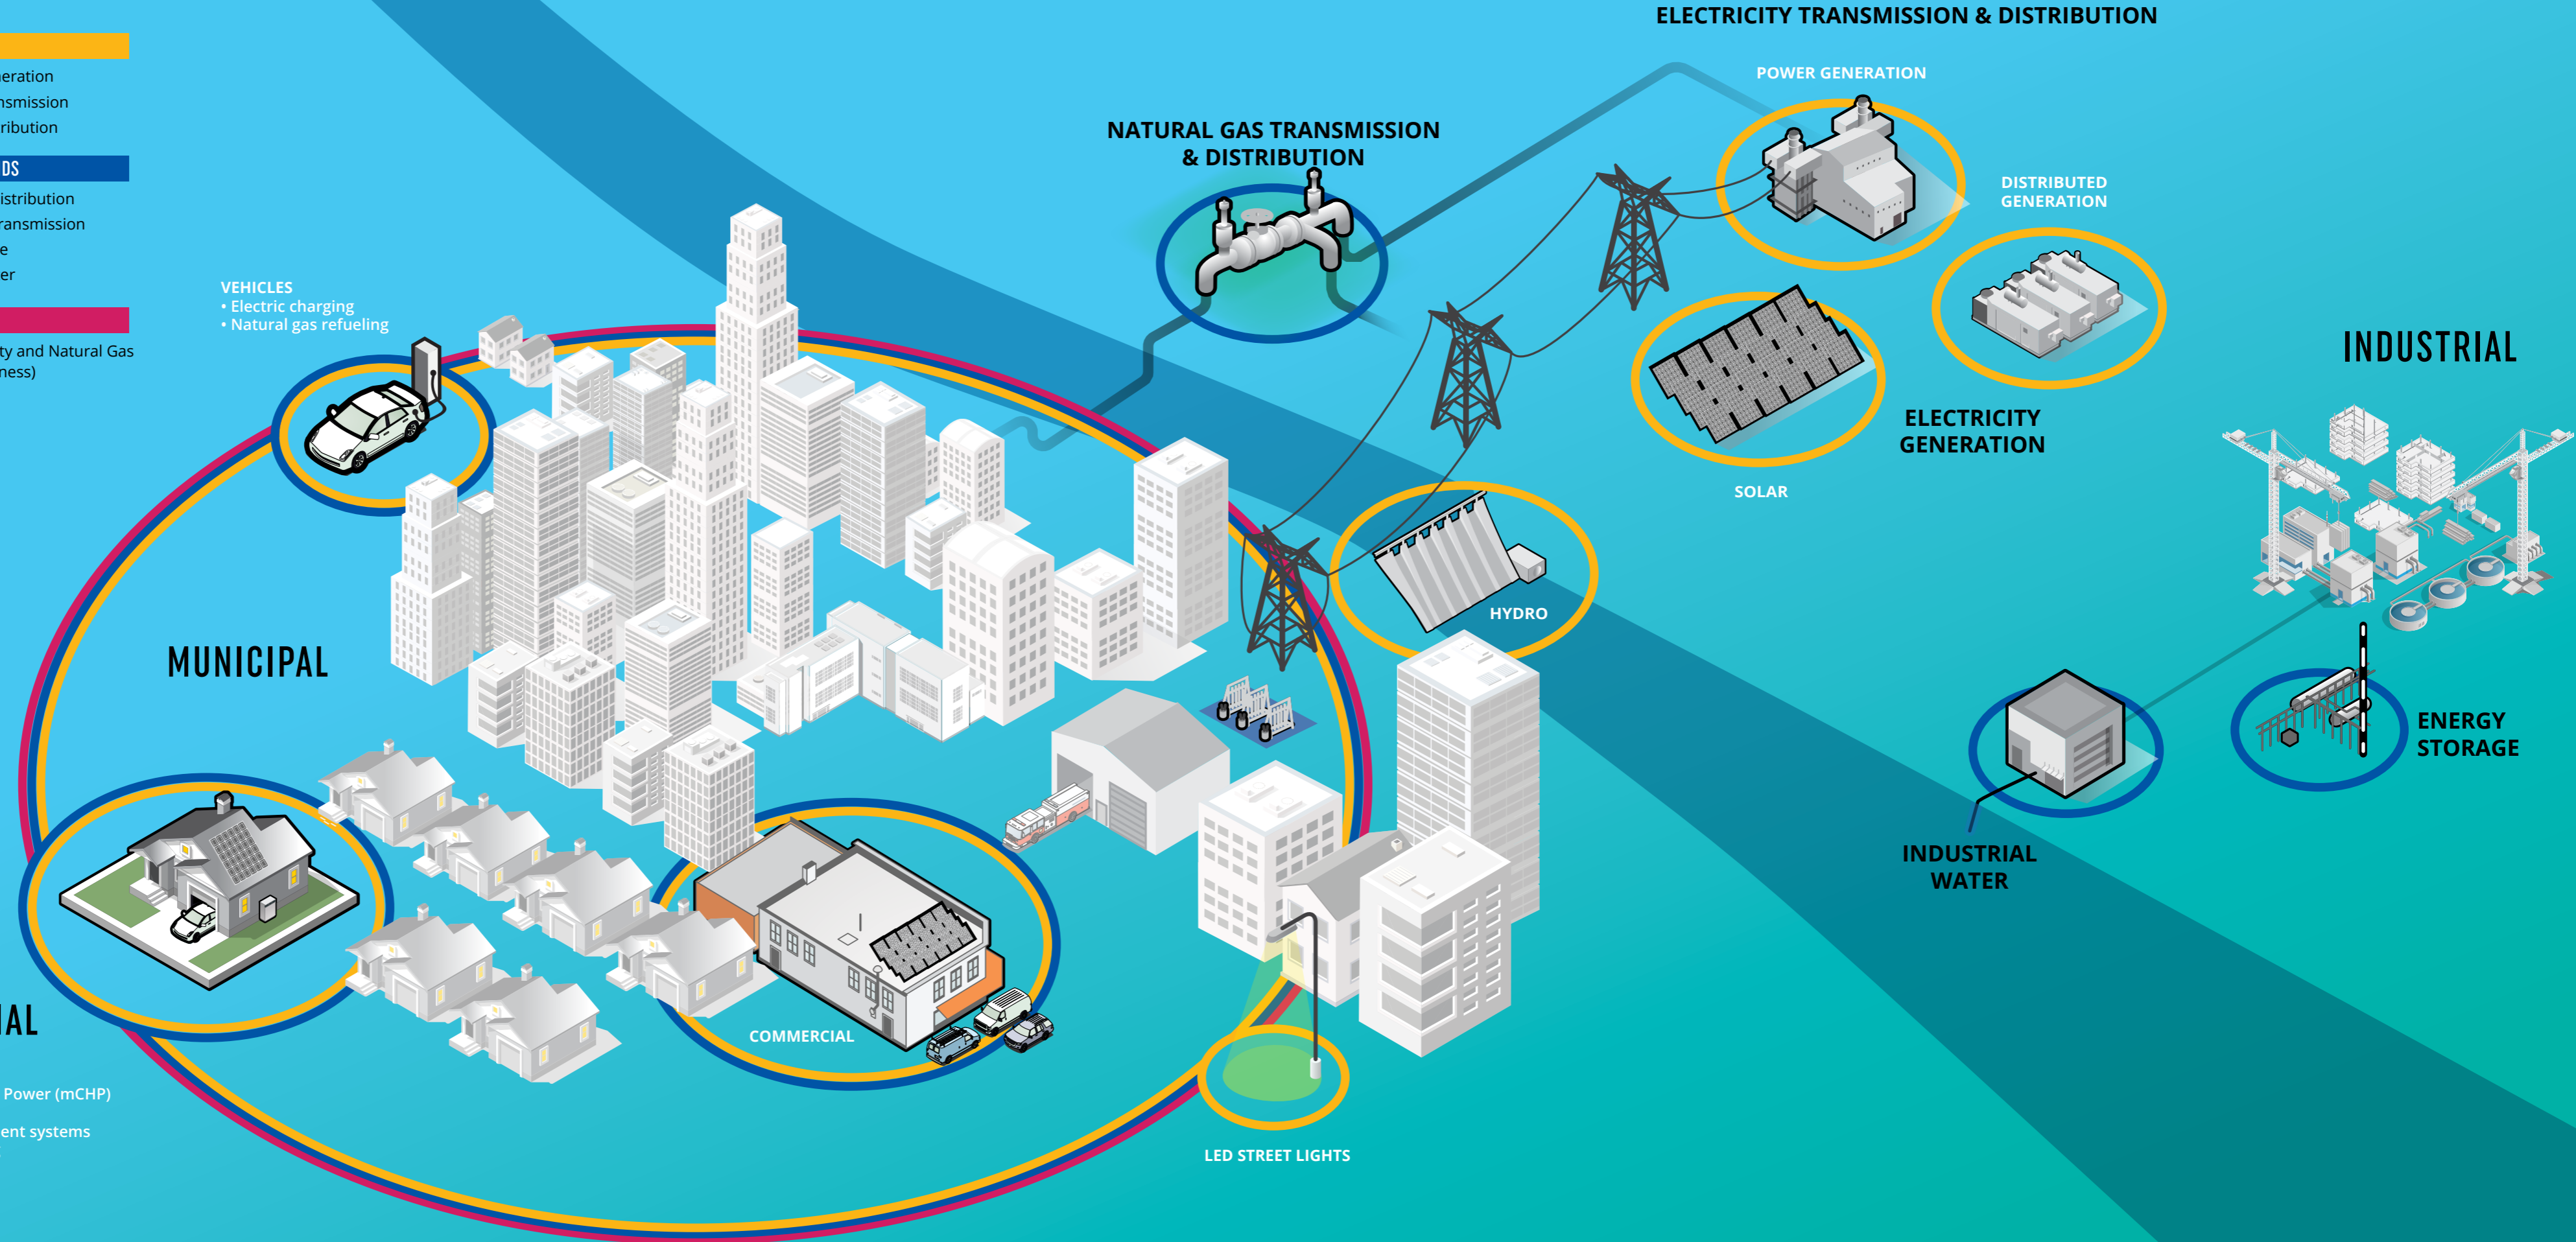 ELECTRICITY TRANSMISSION & DISTRIBUTION
eration
nsmission
ribution
DS
istribution
ransmission
e
er
ty and Natural Gas
ness)
VEHICLES
• Electric charging
• Natural gas refueling
NATURAL GAS TRANSMISSION
& DISTRIBUTION
POWER GENERATION
DISTRIBUTED
GENERATION
SOLAR
ELECTRICITY
GENERATION
HYDRO
INDUSTRIAL
ENERGY
STORAGE
INDUSTRIAL
WATER
MUNICIPAL
COMMERCIAL
LED STREET LIGHTS
IAL
Power (mCHP)
ent systems